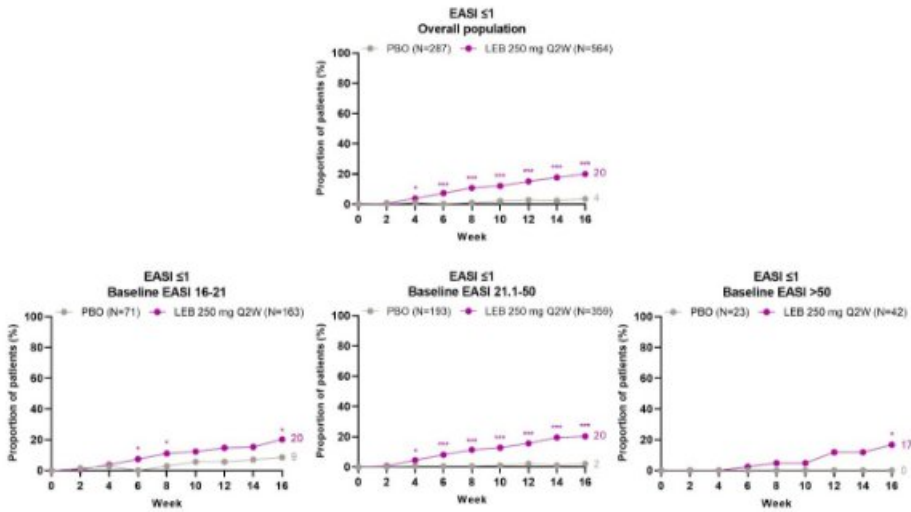 EASI ≤1
Overall population
PBO (N=287) LEB 250 mg Q2W (N=564)
Proportion of patients (%)
100
80
60
40
20
0
* *** *** *** *** *** ***
20
4
0 2 4 6 8 10 12 14 16
Week
EASI ≤1
Baseline EASI 16-21
PBO (N=71) LEB 250 mg Q2W (N=163)
Proportion of patients (%)
100
80
60
40
20
0
* * *
20
9
0 2 4 6 8 10 12 14 16
Week
EASI ≤1
Baseline EASI 21.1-50
PBO (N=193) LEB 250 mg Q2W (N=359)
Proportion of patients (%)
100
80
60
40
20
0
* *** *** *** *** *** ***
20
2
0 2 4 6 8 10 12 14 16
Week
EASI ≤1
Baseline EASI >50
PBO (N=23) LEB 250 mg Q2W (N=42)
Proportion of patients (%)
100
80
60
40
20
0
*
17
0
0 2 4 6 8 10 12 14 16
Week